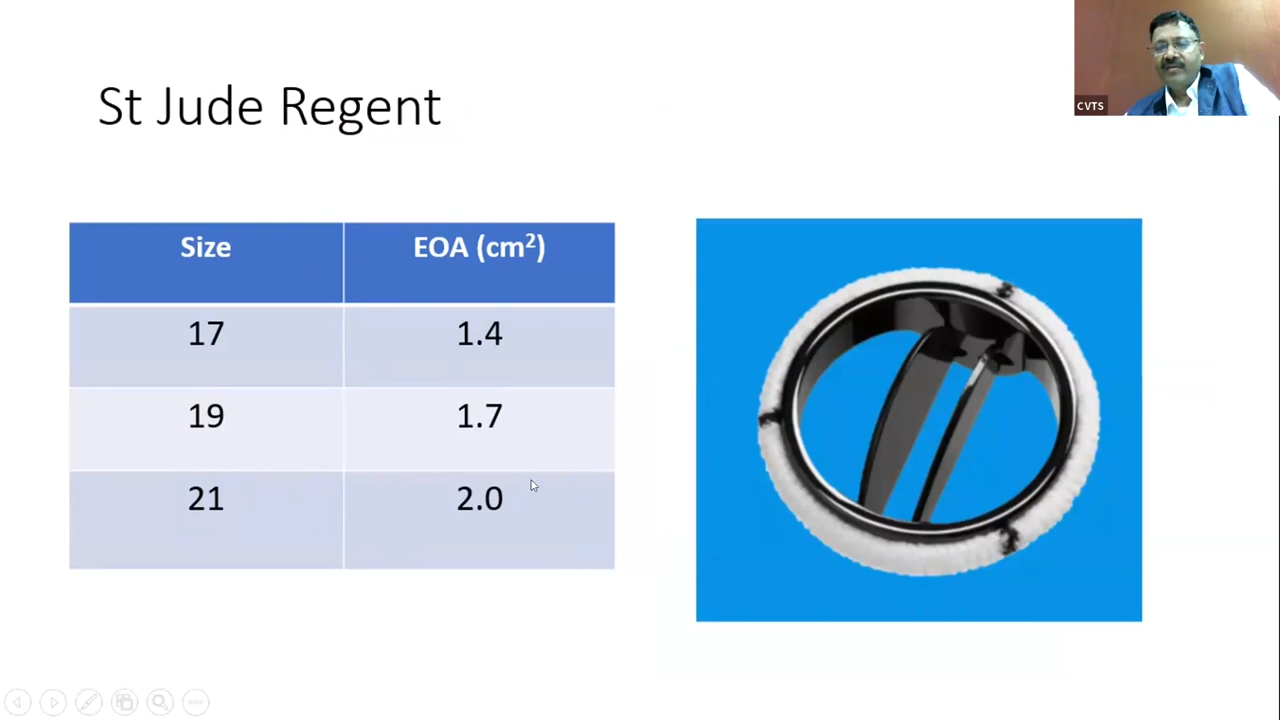 St Jude Regent
CVTS
Size EOA (cm²)
17 1.4
19 1.7
21 2.0